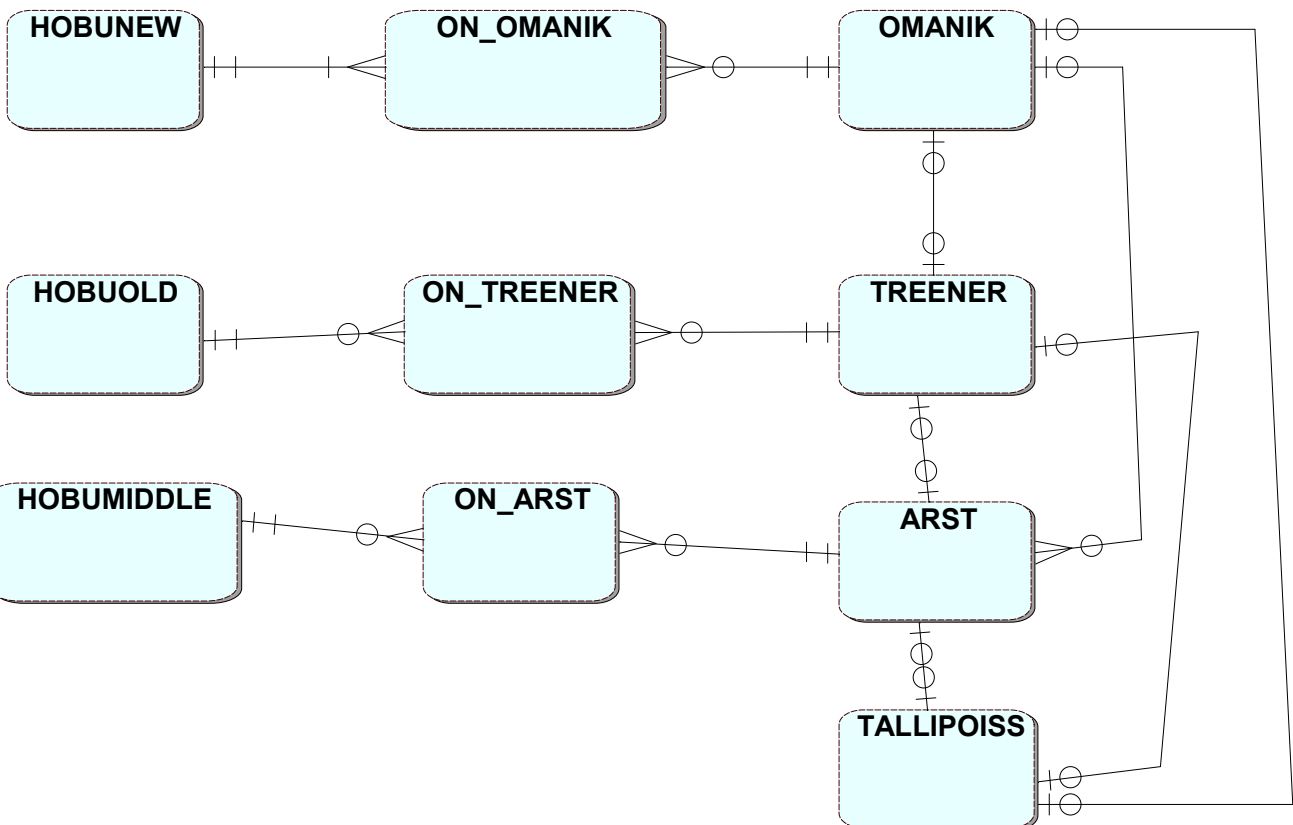 HOBUNEW
ON_OMANIK
OMANIK
HOBUOLD
ON_TREENER
TREENER
HOBUMIDDLE
ON_ARST
ARST
TALLIPOISS